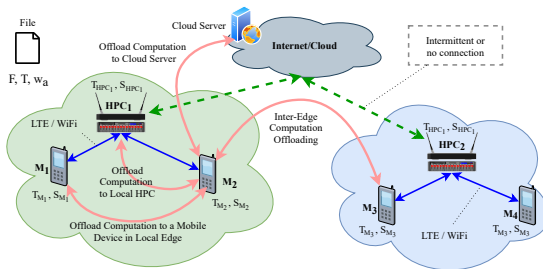 File
F, T, wa
Cloud Server
Offload Computation
to Cloud Server
Internet/Cloud
Intermittent or
no connection
THPC1, SHPC1
HPC1
LTE / WiFi
M1
TM1, SM1
Offload
Computation
to Local HPC
M2
TM2, SM2
Offload Computation to a Mobile
Device in Local Edge
Inter-Edge
Computation
Offloading
THPC1, SHPC1
HPC2
M3
TM3, SM3
M4
TM3, SM3
LTE / WiFi